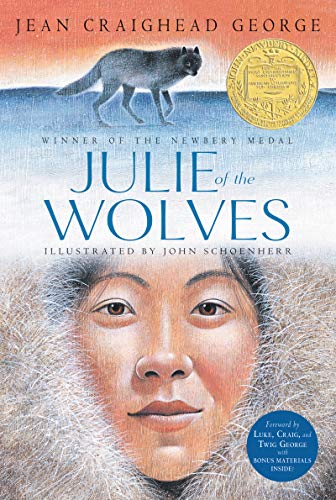 JEAN CRAIGHEAD GEORGE
WINNER OF THE NEWBERY MEDAL
JULIE of the
WOLVES
ILLUSTRATED BY JOHN SCHOENHERR
Foreword by
LUKE, CRAIG, and
TWIG GEORGE
with
BONUS MATERIALS
INSIDE!